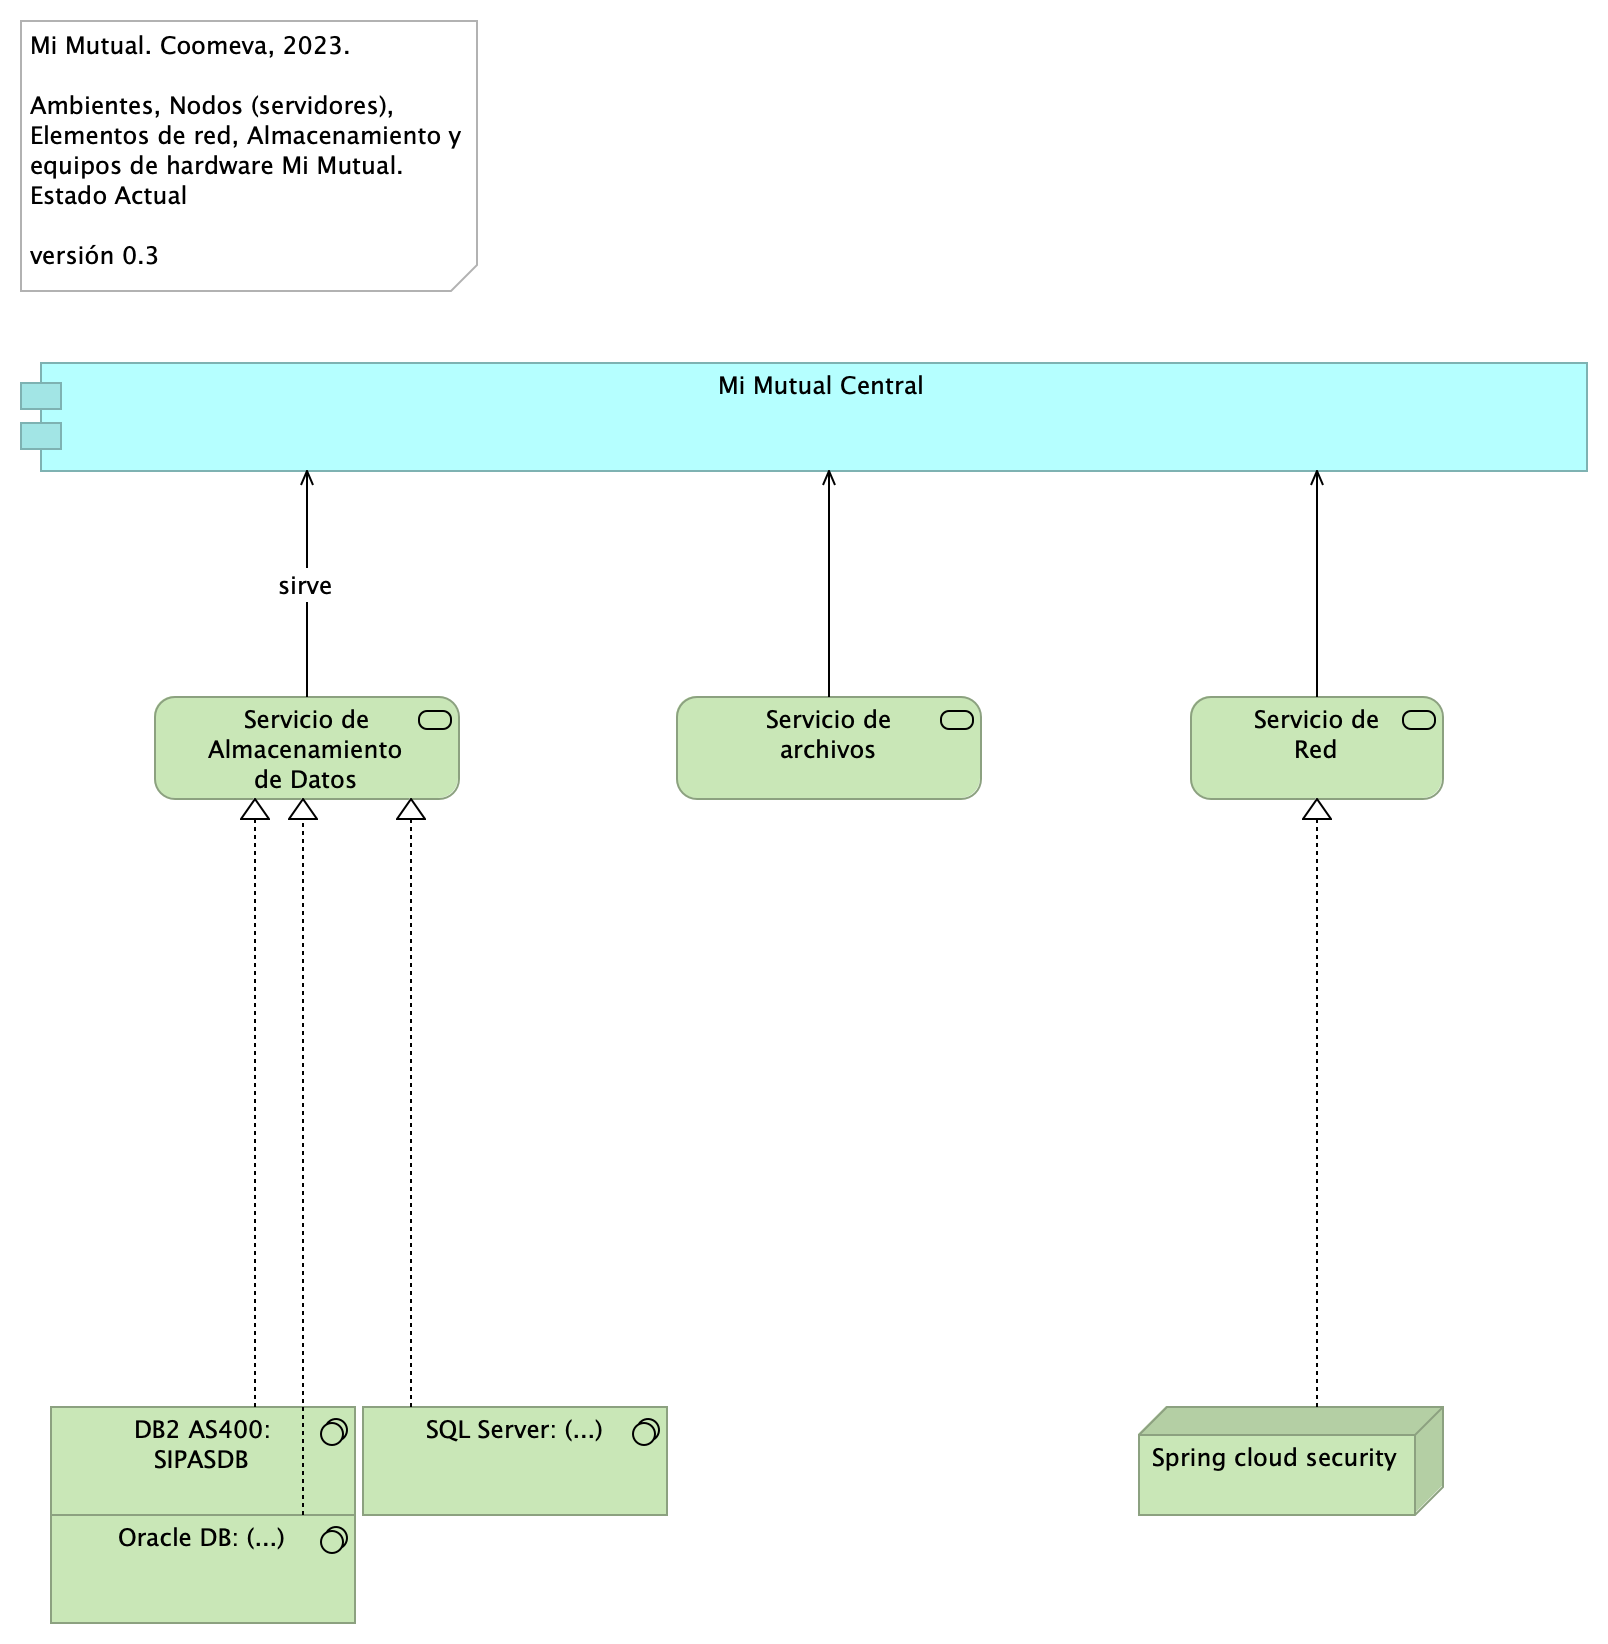 Mi Mutual. Coomeva, 2023.
Ambientes, Nodos (servidores),
Elementos de red, Almacenamiento y
equipos de hardware Mi Mutual.
Estado Actual
versión 0.3
Mi Mutual Central
sirve
Servicio de
Almacenamiento
de Datos
Servicio de
archivos
Servicio de
Red
DB2 AS400:
SIPASDB
SQL Server: (...)
Spring cloud security
Oracle DB: (...)